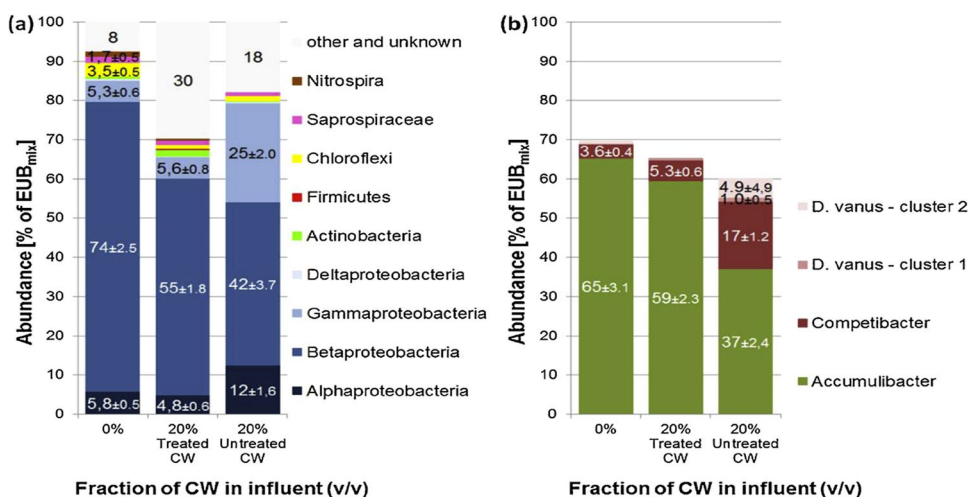 (a)
Abundance [% of EUBmix]
100
90
80
70
60
50
40
30
20
10
0
8
1,7±0.5
3,5±0.5
5,3±0.6
74±2.5
5,8±0.5
30
5,6±0.8
55±1.8
4,8±0.6
18
25±2.0
42±3.7
12±1,6
0%
20%
Treated
CW
20%
Untreated
CW
Fraction of CW in influent (v/v)
other and unknown
Nitrospira
Saprospiraceae
Chloroflexi
Firmicutes
Actinobacteria
Deltaproteobacteria
Gammaproteobacteria
Betaproteobacteria
Alphaproteobacteria
(b)
Abundance [% of EUBmix]
100
90
80
70
60
50
40
30
20
10
0
3.6±0.4
65±3.1
5.3±0.6
59±2.3
4.9±4,9
1.0±0.5
17±1.2
37±2,4
0%
20%
Treated
CW
20%
Untreated
CW
Fraction of CW in influent (v/v)
D. vanus - cluster 2
D. vanus - cluster 1
Competibacter
Accumulibacter